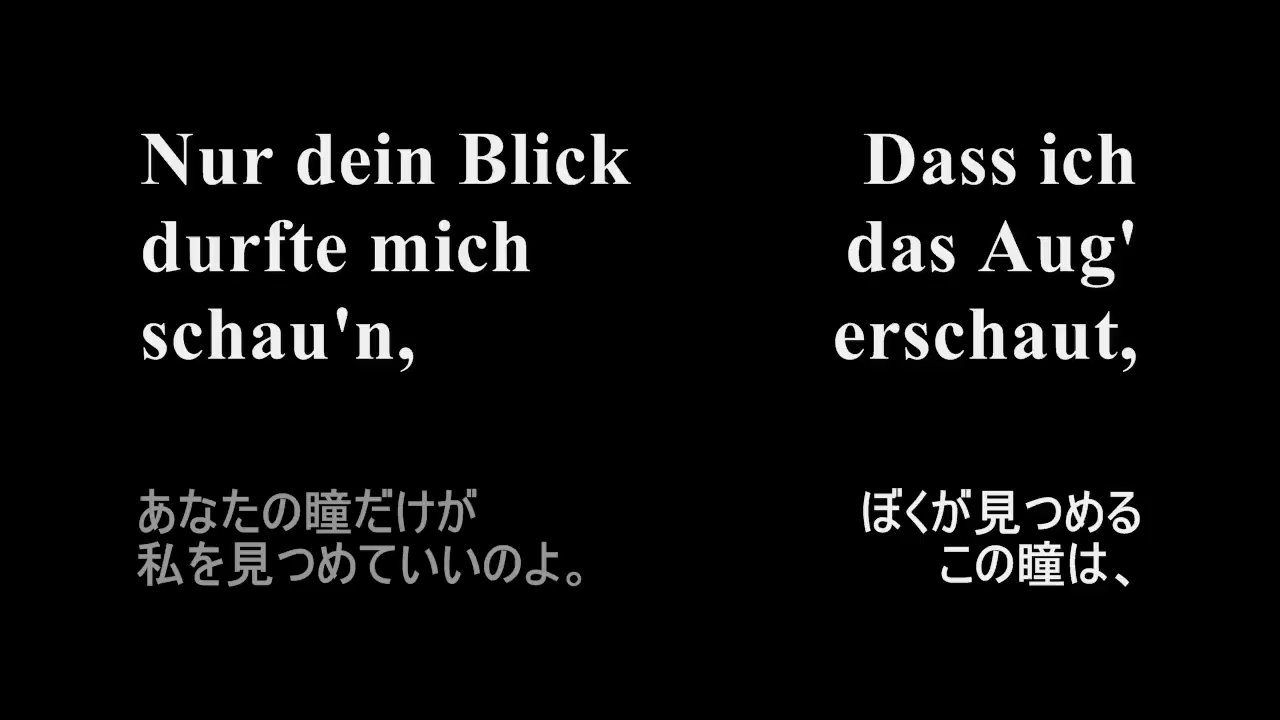 Nur dein Blick
durfte mich
schau'n,
あなたの瞳だけが
私を見つめていいのよ。
Dass ich
das Aug'
erschaut,
ぼくが見つめる
この瞳は、